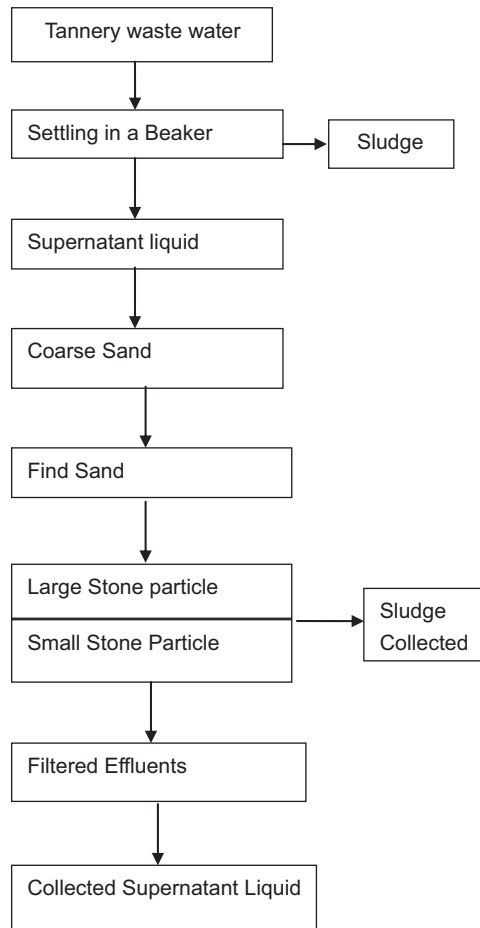 Tannery waste water
Settling in a Beaker
Sludge
Supernatant liquid
Coarse Sand
Find Sand
Large Stone particle
Small Stone Particle
Sludge
Collected
Filtered Effluents
Collected Supernatant Liquid